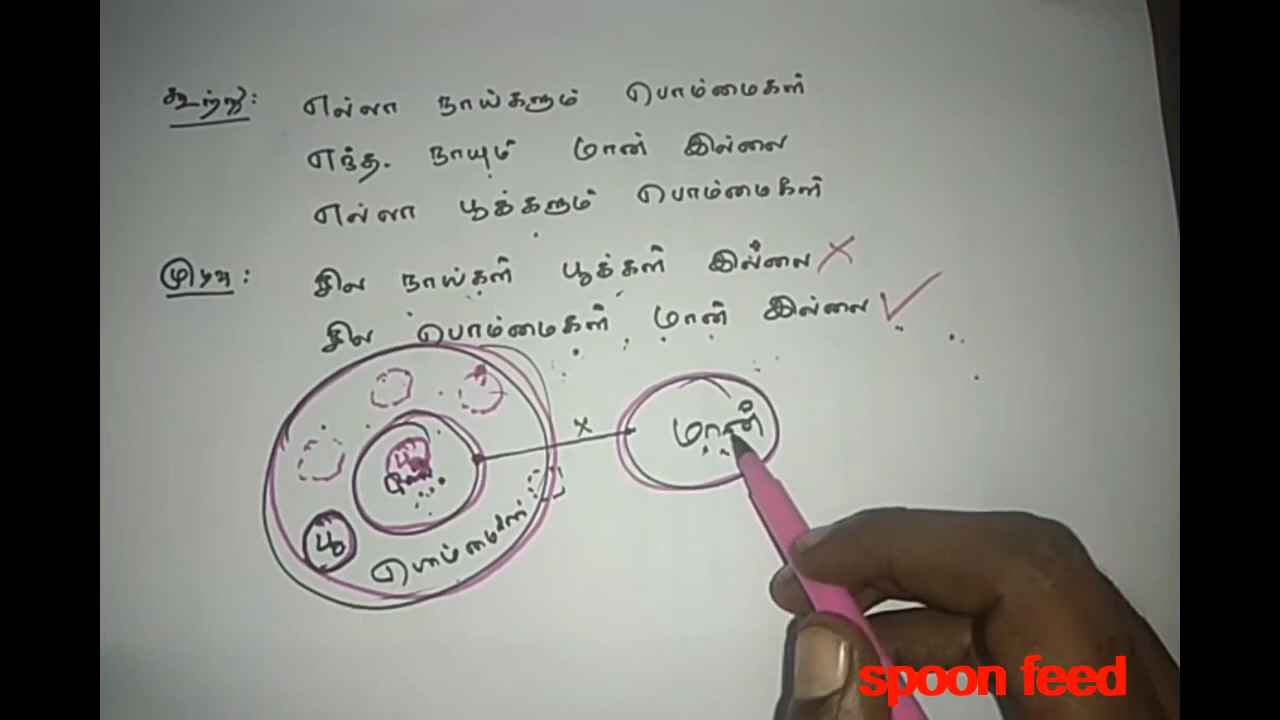 கூற்று: எல்லா நாய்களும் பொம்மைகள்
எந்த. நாயும் மான் இல்லை
எல்லா பூக்களும் பொம்மைகள்
முடிவு: சில நாய்கள் பூக்கள் இல்லை ×
சில பொம்மைகள் மான் இல்லை ✓
பூ
×
மான்
பூ
பொம்மைகள்
spoon feed